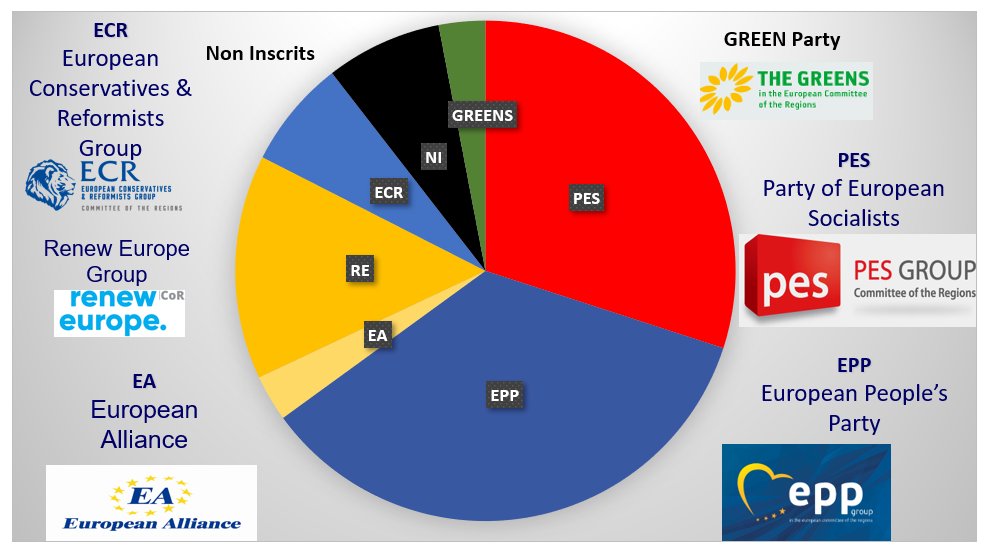 ECR
European
Conservatives &
Reformists
Group
ECR
EUROPEAN CONSERVATIVES
& REFORMISTS GROUP
COMMITTEE OF THE REGIONS
Renew Europe
Group
renew CoR
europe.
EA
European
Alliance
EA
European Alliance
Non Inscrits
GREENS
NI
PES
ECR
RE
EA
EPP
GREEN Party
THE GREENS
in the European Committee
of the Regions
PES
Party of European
Socialists
pes
PES GROUP
Committee of the Regions
EPP
European People’s
Party
epp
group
in the european committee of the regions